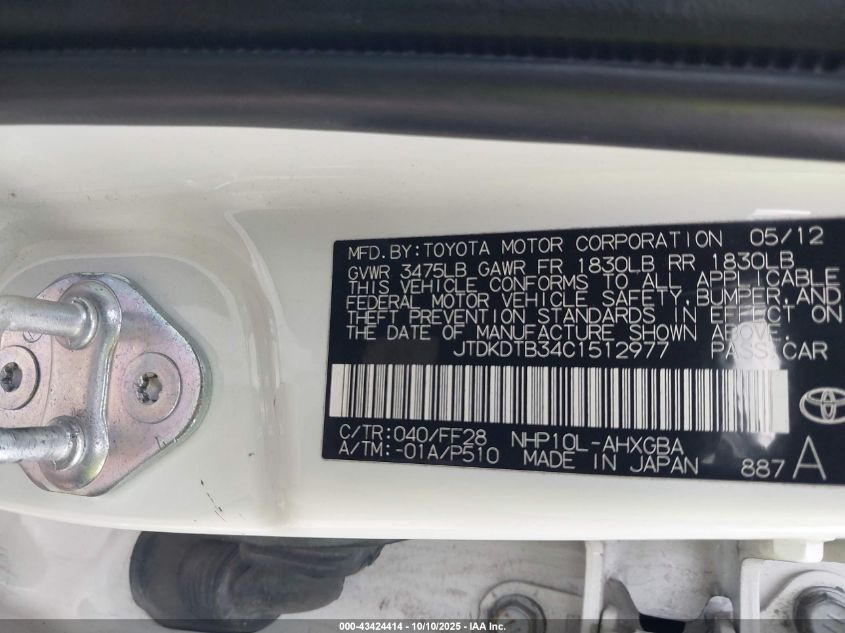 MFD. BY: TOYOTA MOTOR CORPORATION 05/12
GVWR 3475LB GAWR FR 1830LB RR 1830LB
THIS VEHICLE CONFORMS TO ALL APPLICABLE
FEDERAL MOTOR VEHICLE SAFETY, BUMPER, AND
THEFT PREVENTION STANDARDS IN EFFECT ON
THE DATE OF MANUFACTURE SHOWN ABOVE.
JTDKDTB34C1512977 PASS. CAR
C/TR: 040/FF28 NHP10L-AHXGBA
A/TM: -01A/P510 MADE IN JAPAN 887 A
000-43424414 - 10/10/2025 - IAA Inc.